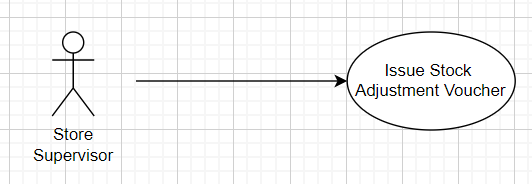 Store
Supervisor
Issue Stock
Adjustment Voucher